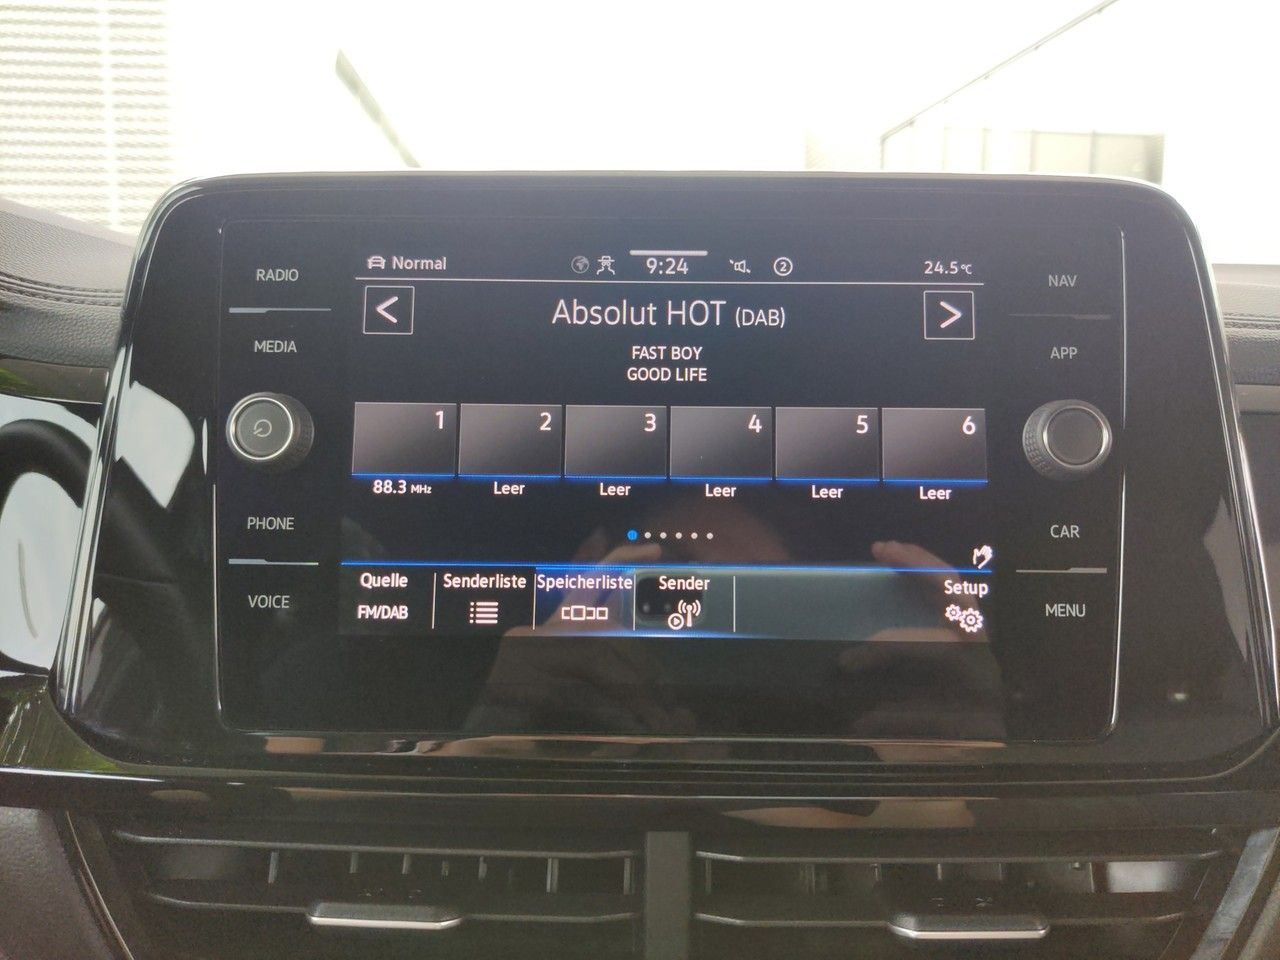 RADIO
MEDIA
PHONE
VOICE
Normal
9:24
2
24.5°C
<
Absolut HOT (DAB)
>
FAST BOY
GOOD LIFE
1 2 3 4 5 6
88.3 MHz Leer Leer Leer Leer Leer
Quelle Senderliste Speicherliste Sender Setup
FM/DAB
NAV
APP
CAR
MENU